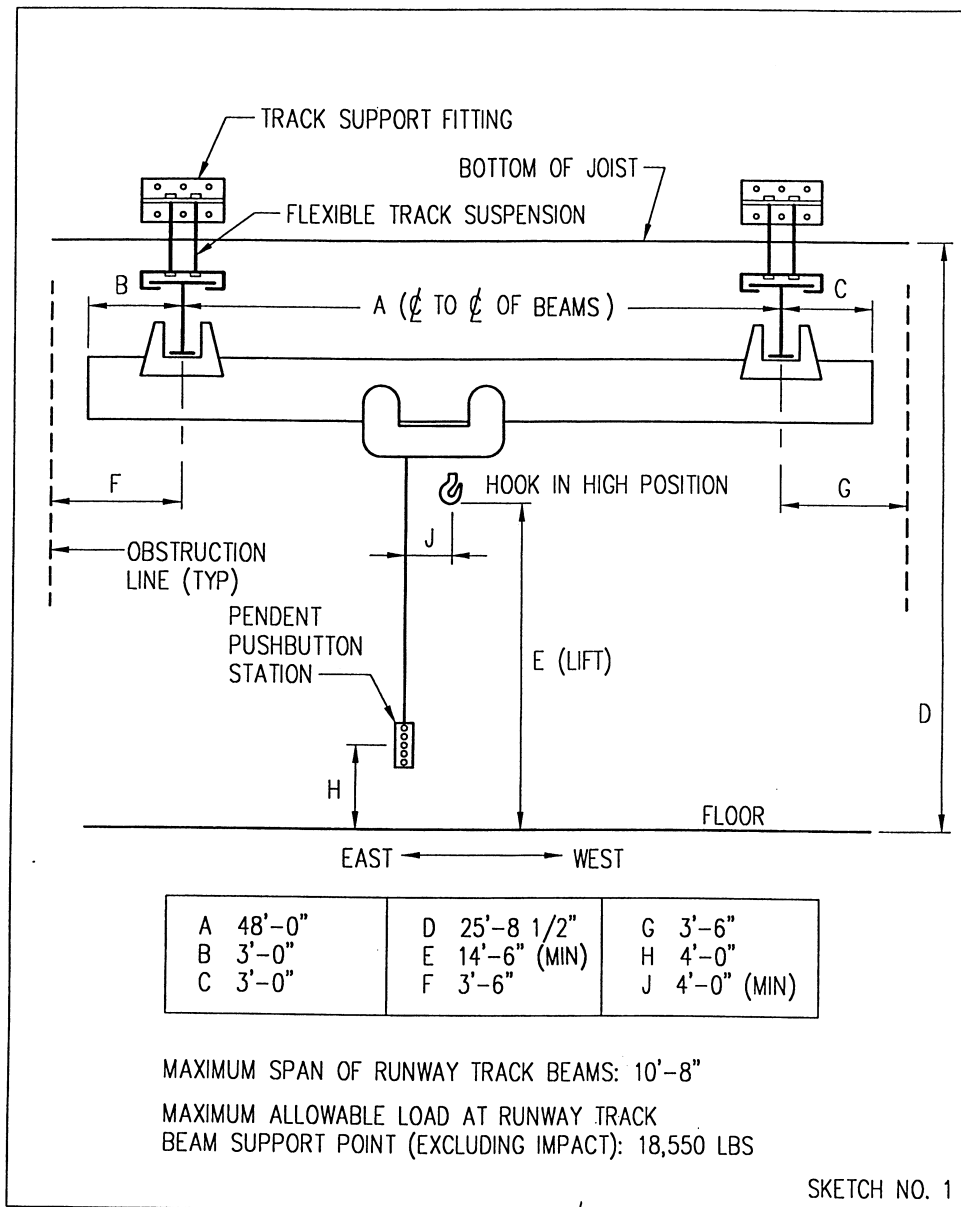 TRACK SUPPORT FITTING
BOTTOM OF JOIST
FLEXIBLE TRACK SUSPENSION
B
A (℄ TO ℄ OF BEAMS)
C
F
HOOK IN HIGH POSITION
G
J
OBSTRUCTION
LINE (TYP)
PENDENT
PUSHBUTTON
STATION
E (LIFT)
D
H
FLOOR
EAST WEST
A 48'-0"
B 3'-0"
C 3'-0"
D 25'-8 1/2"
E 14'-6" (MIN)
F 3'-6"
G 3'-6"
H 4'-0"
J 4'-0" (MIN)
MAXIMUM SPAN OF RUNWAY TRACK BEAMS: 10'-8"
MAXIMUM ALLOWABLE LOAD AT RUNWAY TRACK
BEAM SUPPORT POINT (EXCLUDING IMPACT): 18,550 LBS
SKETCH NO. 1